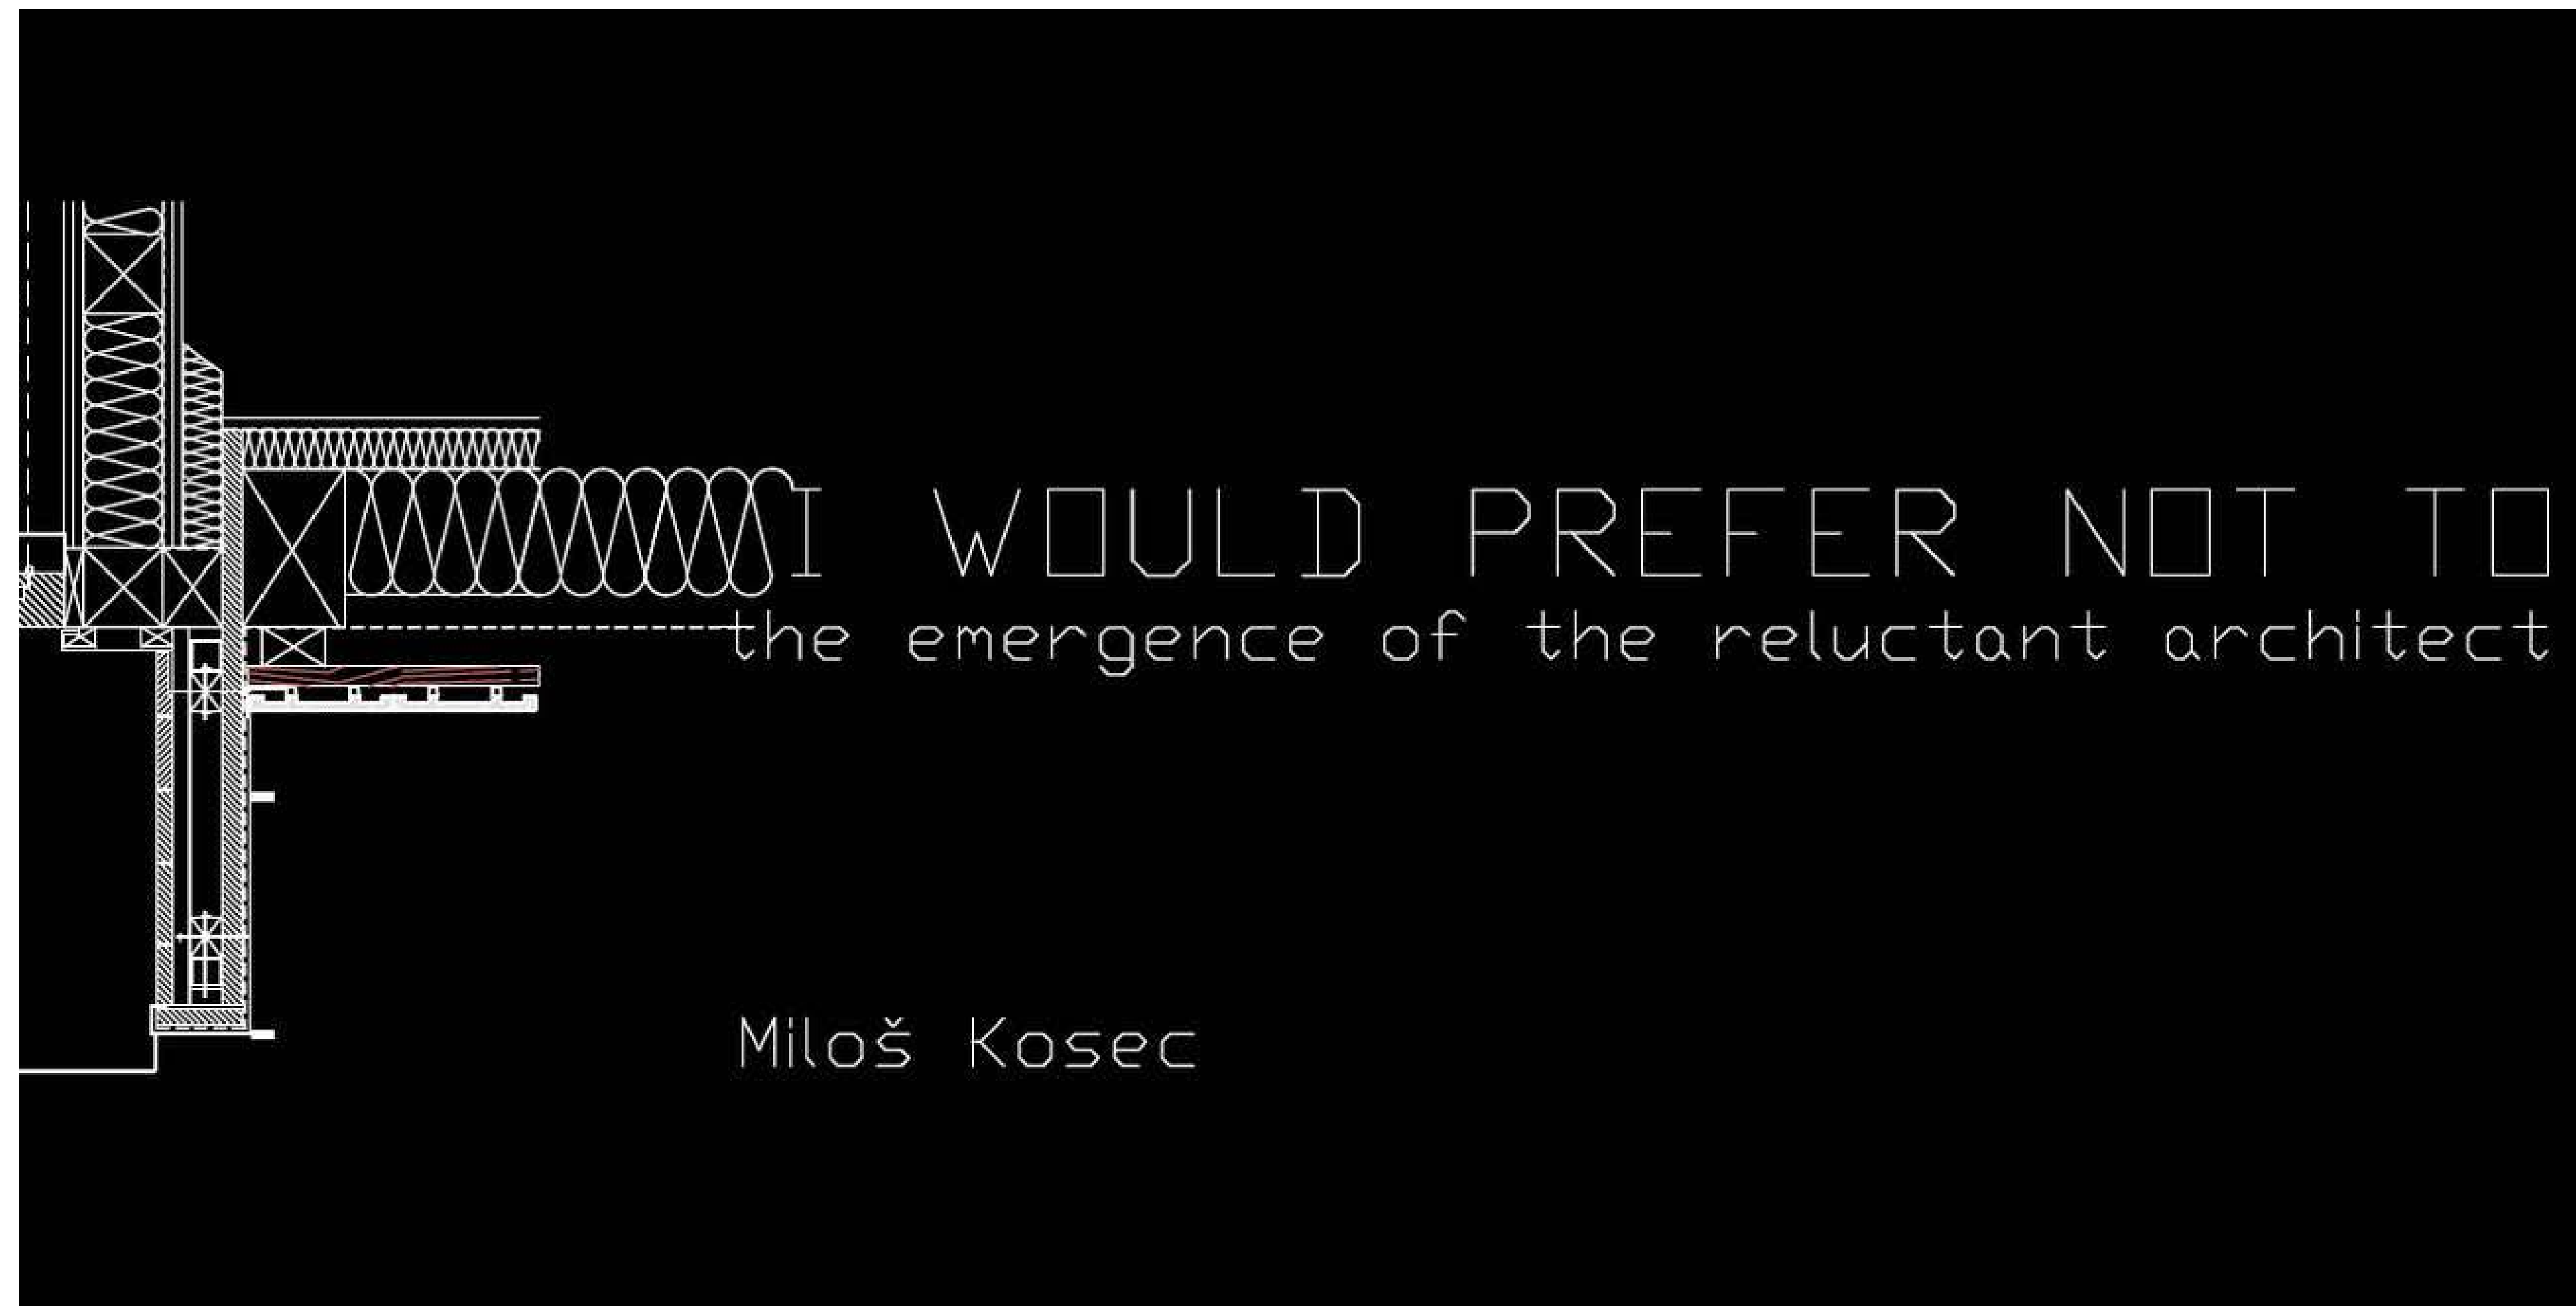 I WOULD PREFER NOT TO
the emergence of the reluctant architect
Miloš Kosec